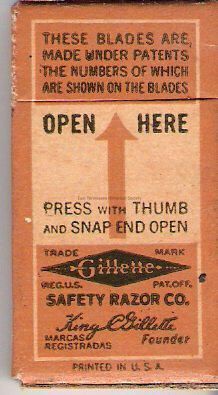 THESE BLADES ARE
MADE UNDER PATENTS
THE NUMBERS OF WHICH
ARE SHOWN ON THE BLADES
OPEN HERE
PRESS WITH THUMB
AND SNAP END OPEN
TRADE MARK
Gillette
REG.U.S. PAT.OFF.
SAFETY RAZOR CO.
King C Gillette
MARCAS
REGISTRADAS Founder
PRINTED IN U.S.A.